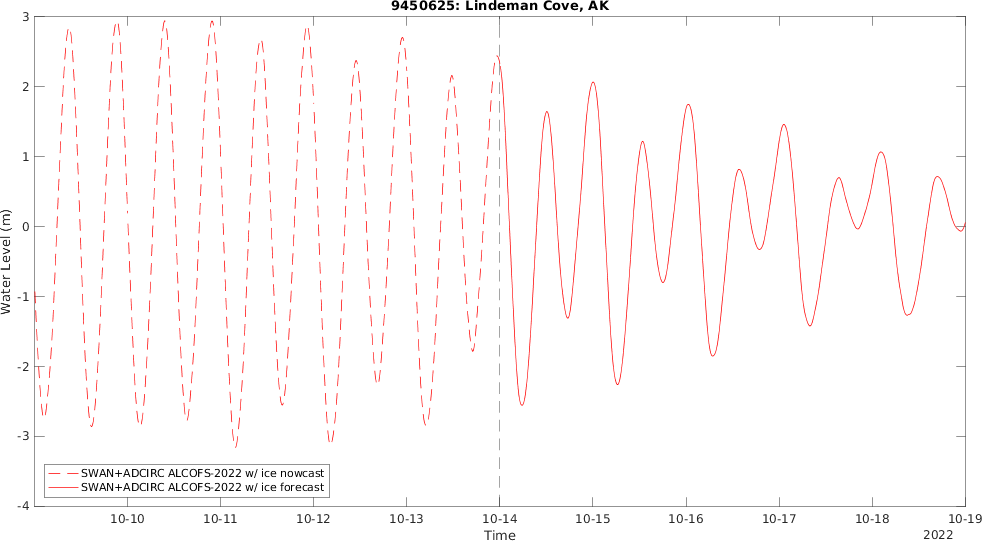 9450625: Lindeman Cove, AK
3
2
1
0
-1
-2
-3
-4
Water Level (m)
SWAN+ADCIRC ALCOFS-2022 w/ ice nowcast
SWAN+ADCIRC ALCOFS-2022 w/ ice forecast
10-10 10-11 10-12 10-13 10-14 10-15 10-16 10-17 10-18 10-19
Time
2022